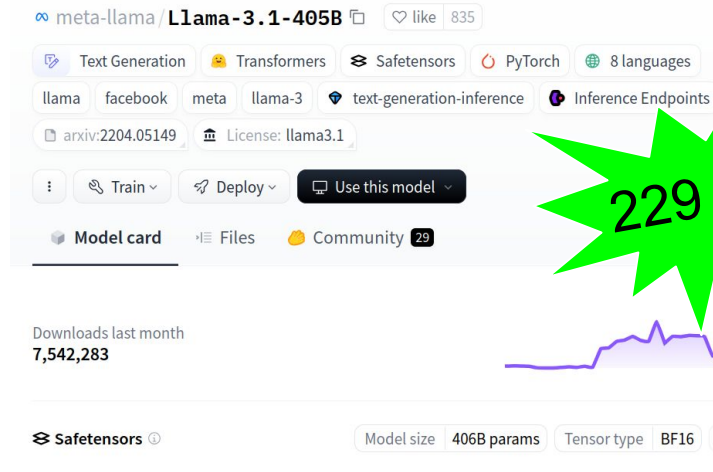 meta-llama/Llama-3.1-405B like 835
Text Generation Transformers Safetensors PyTorch 8 languages
llama facebook meta llama-3 text-generation-inference Inference Endpoints
arxiv:2204.05149 License: llama3.1
Train Deploy Use this model
229
Model card Files Community 29
Downloads last month
7,542,283
Safetensors Model size 406B params Tensor type BF16